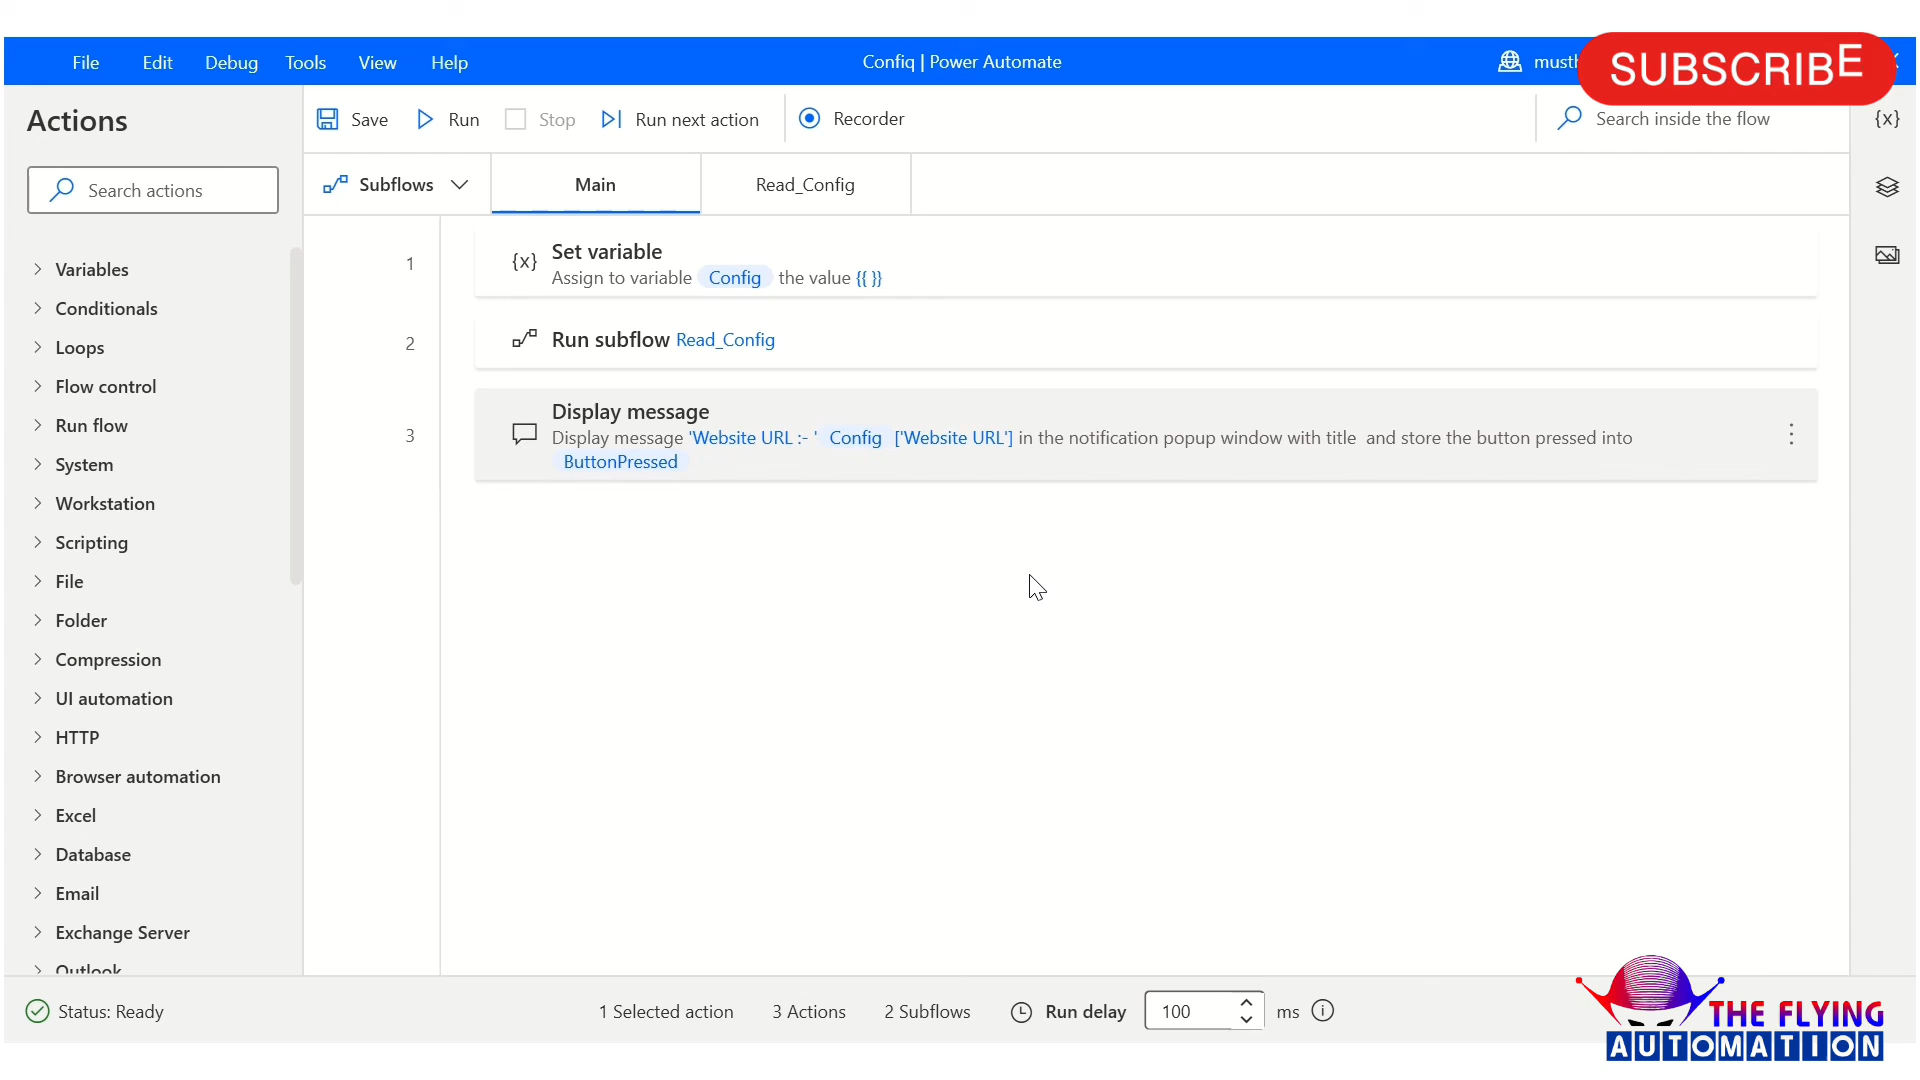 File Edit Debug Tools View Help Config | Power Automate
SUBSCRIBE
Actions
Save Run Stop Run next action Recorder Search inside the flow {x}
Search actions
Subflows Main Read_Config
Variables
Conditionals
Loops
Flow control
Run flow
System
Workstation
Scripting
File
Folder
Compression
UI automation
HTTP
Browser automation
Excel
Database
Email
Exchange Server
Outlook
1 {x} Set variable
Assign to variable Config the value {{ }}
2 Run subflow Read_Config
3 Display message
Display message 'Website URL :- ' Config ['Website URL'] in the notification popup window with title and store the button pressed into
ButtonPressed
Status: Ready 1 Selected action 3 Actions 2 Subflows Run delay 100 ms
THE FLYING
AUTOMATION